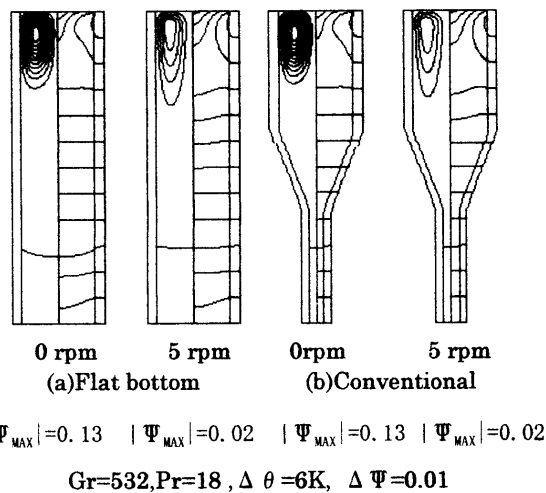 0 rpm 5 rpm 0rpm 5 rpm
(a)Flat bottom (b)Conventional
Ψ_MAX|=0.13 |Ψ_MAX|=0.02 |Ψ_MAX|=0.13 |Ψ_MAX|=0.02
Gr=532,Pr=18 , Δ θ =6K, Δ Ψ=0.01